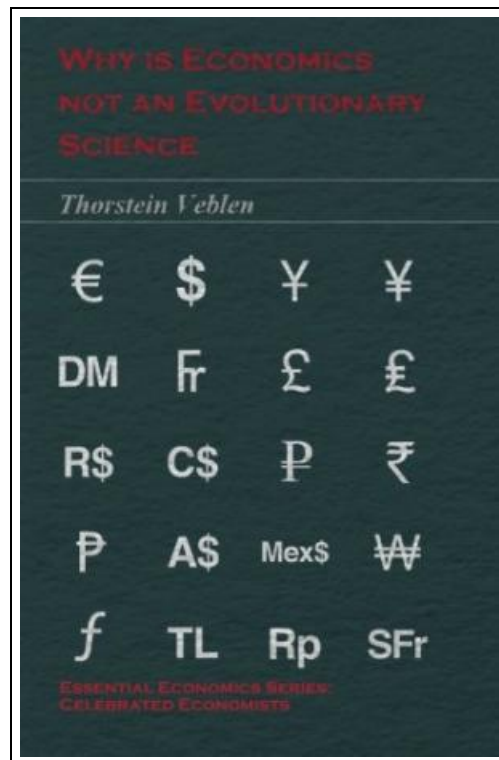 WHY IS ECONOMICS
NOT AN EVOLUTIONARY
SCIENCE
Thorstein Veblen
€ $ ¥ ¥
DM ₣ £ ₤
R$ C$ ₽ ₹
₱ A$ Mex$ ₩
ƒ TL Rp SFr
ESSENTIAL ECONOMICS SERIES:
CELEBRATED ECONOMISTS